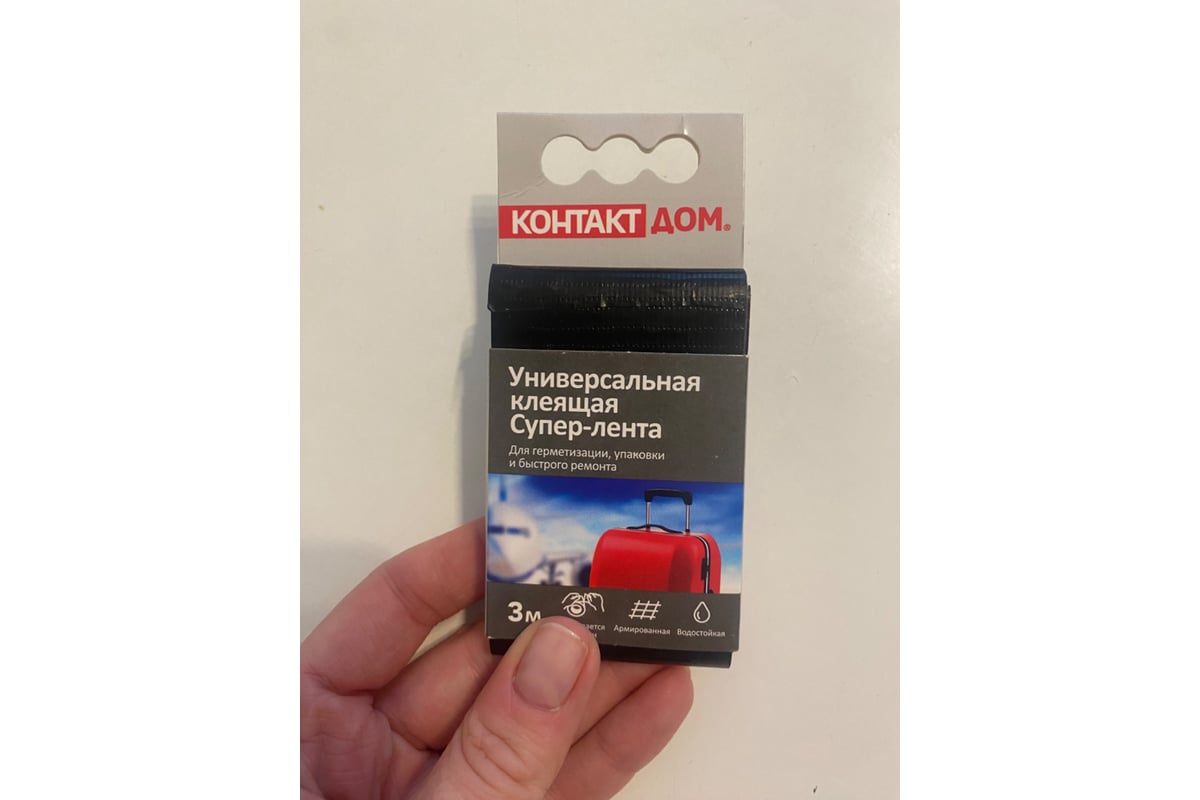 КОНТАКТ ДОМ®
Универсальная
клеящая
Супер-лента
Для герметизации, упаковки
и быстрого ремонта
3м
Армированная
Водостойкая